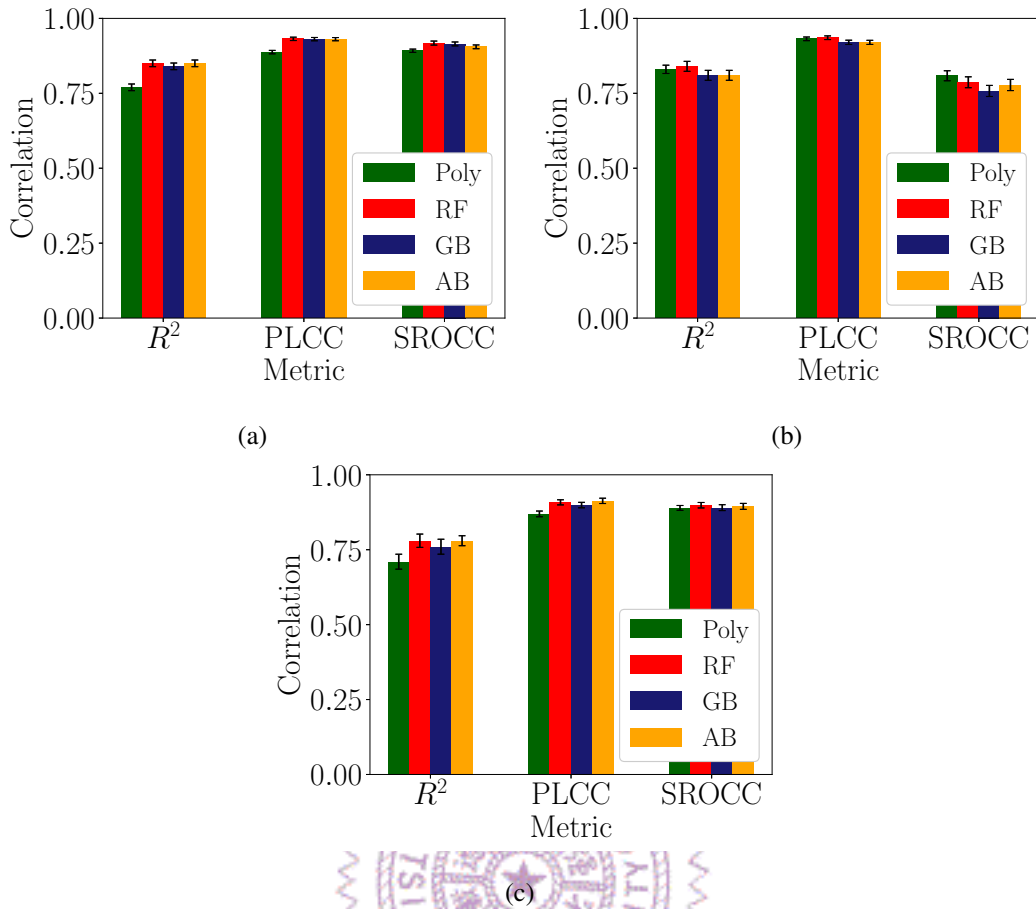 1.00
0.75
0.50
0.25
0.00
Correlation
R²
PLCC
SROCC
Metric
Poly
RF
GB
AB
(a)
1.00
0.75
0.50
0.25
0.00
Correlation
R²
PLCC
SROCC
Metric
Poly
RF
GB
AB
(b)
1.00
0.75
0.50
0.25
0.00
Correlation
R²
PLCC
SROCC
Metric
Poly
RF
GB
AB
(c)